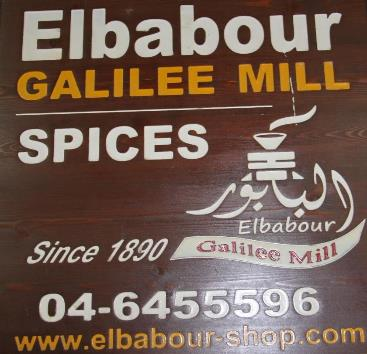 Elbabour
GALILEE MILL
SPICES
البابور
Elbabour
Since 1890
Galilee Mill
04-6455596
www.elbabour-shop.com